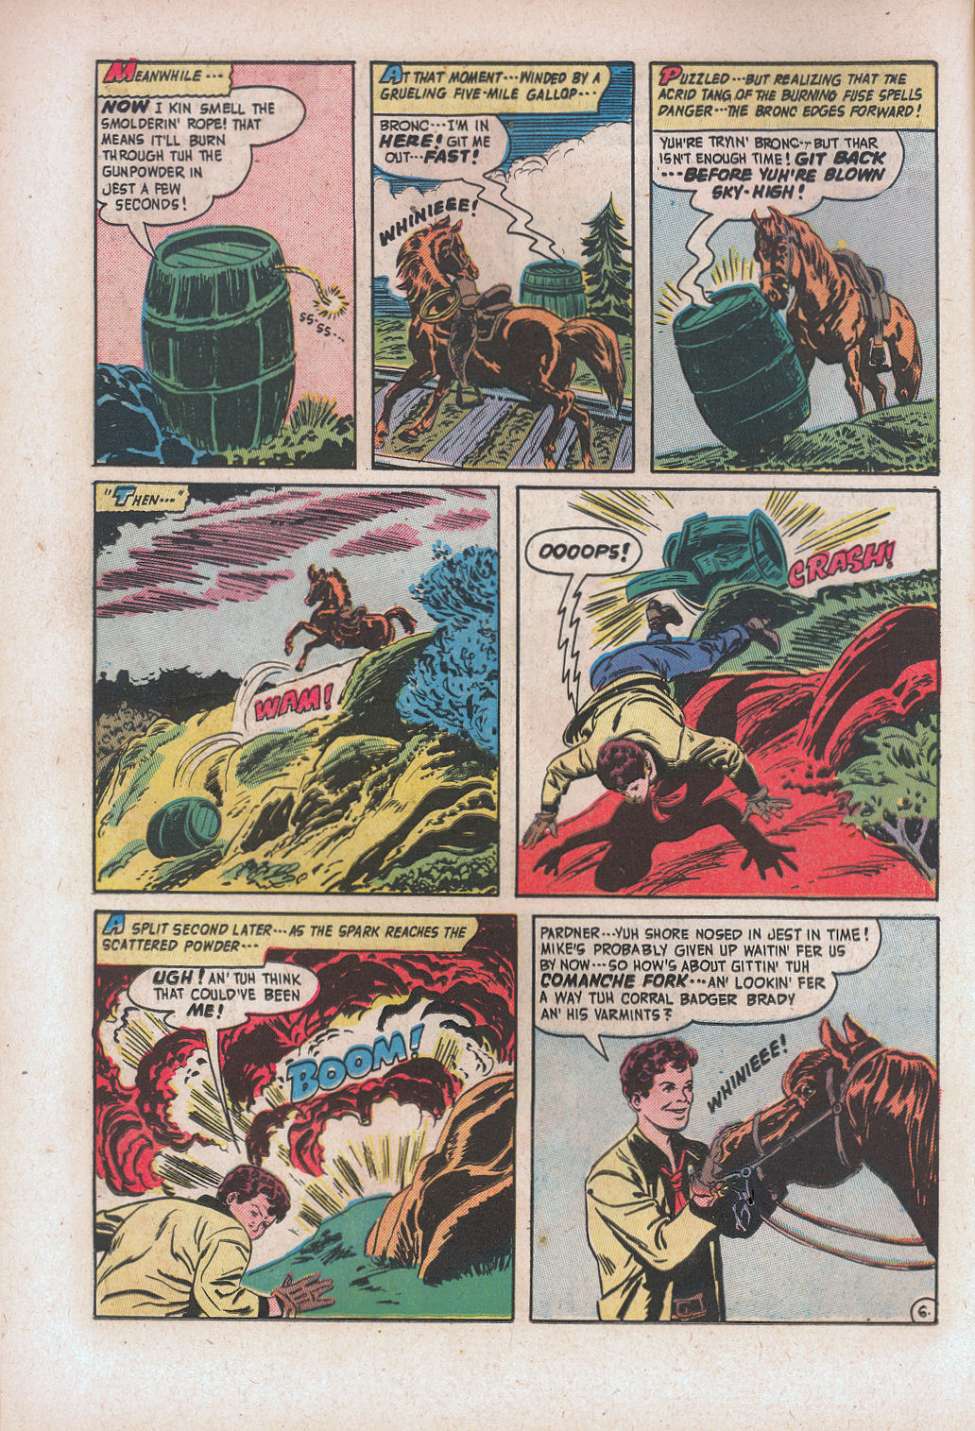 MEANWHILE---
NOW I KIN SMELL THE
SMOLDERIN' ROPE! THAT
MEANS IT'LL BURN
THROUGH TUH THE
GUNPOWDER IN
JEST A FEW
SECONDS!
SS-SS---
AT THAT MOMENT---WINDED BY A
GRUELING FIVE-MILE GALLOP---
BRONC---I'M IN
HERE! GIT ME
OUT---FAST!
WHINIEEE!
PUZZLED---BUT REALIZING THAT THE
ACRID TANG OF THE BURNING FUSE SPELLS
DANGER---THE BRONC EDGES FORWARD!
YUH'RE TRYIN' BRONC--BUT THAR
ISN'T ENOUGH TIME! GIT BACK
---BEFORE YUH'RE BLOWN
SKY-HIGH!
"THEN---"
WAM!
OOOOPS!
CRASH!
A SPLIT SECOND LATER---AS THE SPARK REACHES THE
SCATTERED POWDER---
UGH! AN' TUH THINK
THAT COULD'VE BEEN
ME!
BOOM!
PARDNER---YUH SHORE NOSED IN JEST IN TIME!
MIKE'S PROBABLY GIVEN UP WAITIN' FER US
BY NOW---SO HOW'S ABOUT GITTIN' TUH
COMANCHE FORK---AN' LOOKIN' FER
A WAY TUH CORRAL BADGER BRADY
AN' HIS VARMINTS?
WHINIEEE!
6.